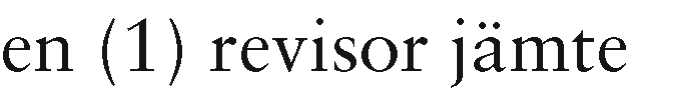 en (1) revisor jämte